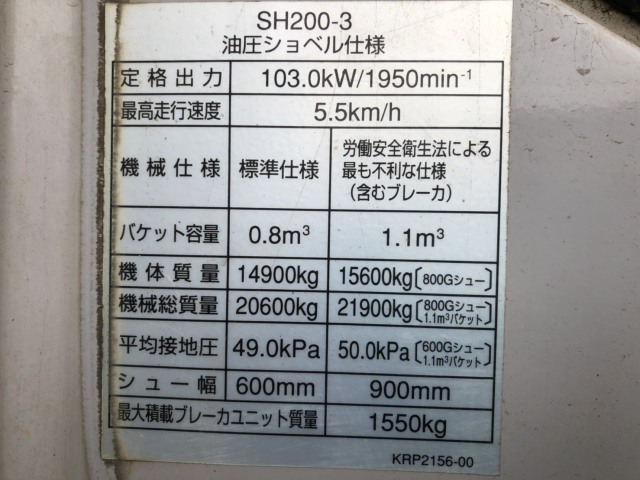 SH200-3
油圧ショベル仕様
定格出力 103.0kW/1950min⁻¹
最高走行速度 5.5km/h
機械仕様 標準仕様 労働安全衛生法による
最も不利な仕様
(含むブレーカ)
バケット容量 0.8m³ 1.1m³
機体質量 14900kg 15600kg[800Gシュー]
機械総質量 20600kg 21900kg[800Gシュー
1.1m³バケット]
平均接地圧 49.0kPa 50.0kPa[600Gシュー
1.1m³バケット]
シュー幅 600mm 900mm
最大積載ブレーカユニット質量 1550kg
KRP2156-00